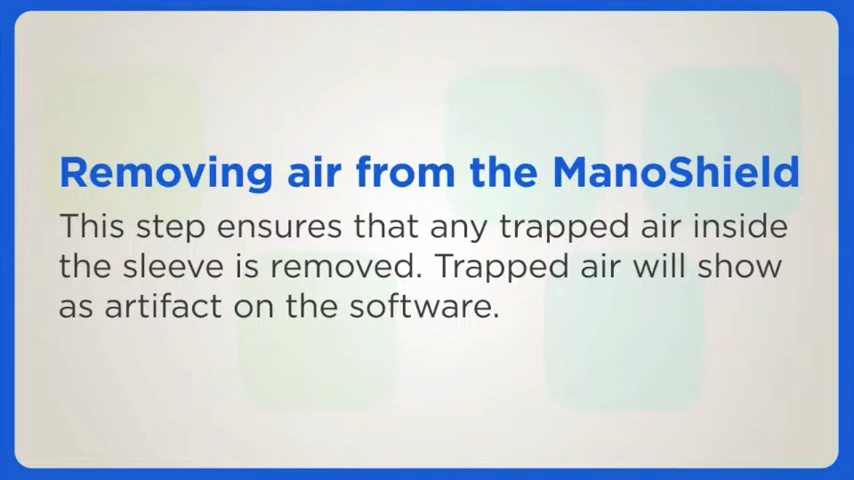 Removing air from the ManoShield
This step ensures that any trapped air inside
the sleeve is removed. Trapped air will show
as artifact on the software.